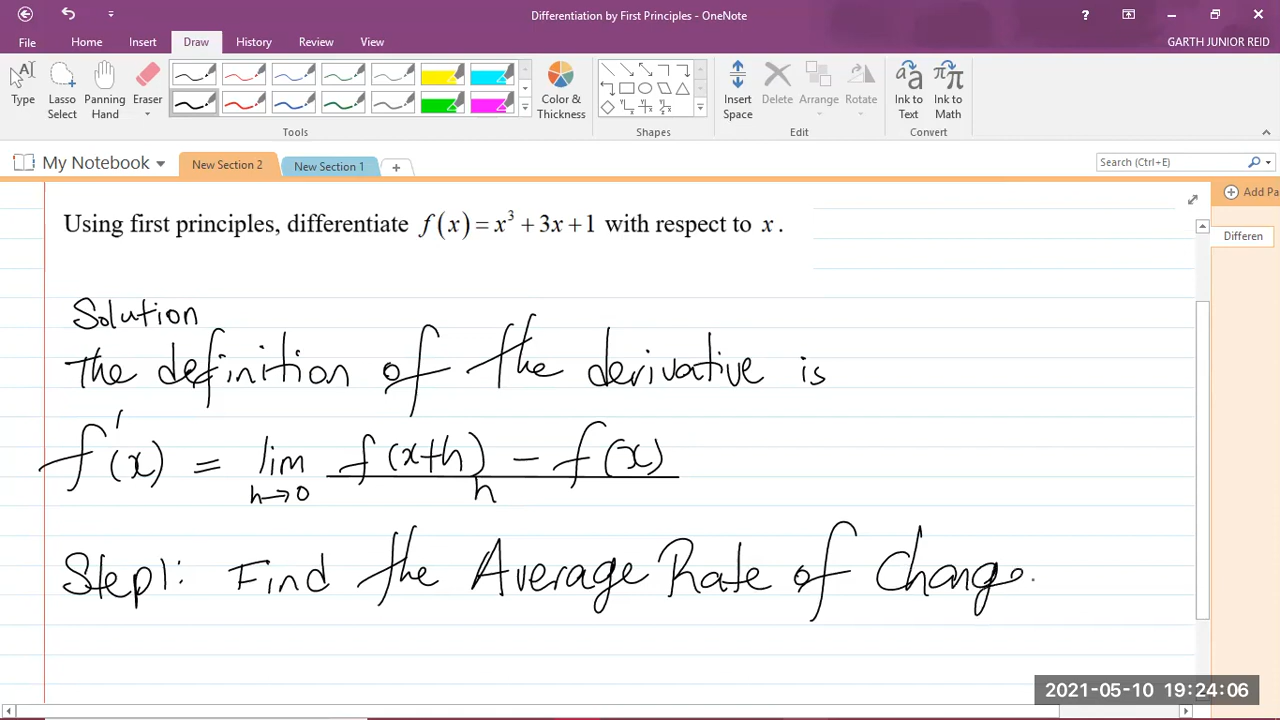 Differentiation by First Principles - OneNote
File Home Insert Draw History Review View
GARTH JUNIOR REID
Type Lasso Select Panning Hand Eraser Color & Thickness Insert Space Delete Arrange Rotate Ink to Text Ink to Math
Tools Shapes Edit Convert
My Notebook New Section 2 New Section 1 + Search (Ctrl+E)
Add Pa
Differen
Using first principles, differentiate f(x) = x³ + 3x + 1 with respect to x.
Solution
The definition of the derivative is
f'(x) = lim h→0 f(x+h) - f(x) / h
Step1: Find the Average Rate of Change
2021-05-10 19:24:06